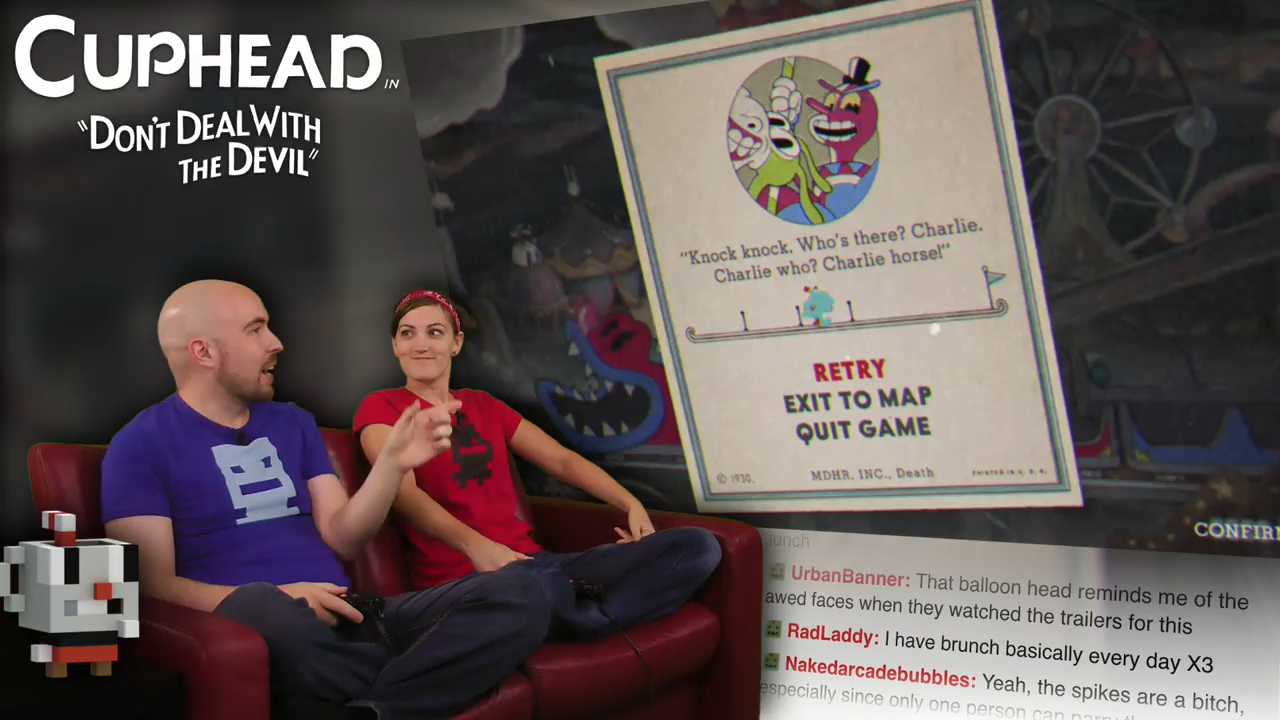 CUPHEAD
IN
"DON'T DEAL WITH
THE DEVIL"
"Knock knock. Who's there? Charlie.
Charlie who? Charlie horse!"
RETRY
EXIT TO MAP
QUIT GAME
© 1930. MDHR. INC., Death
CONFIR
lunch
UrbanBanner: That balloon head reminds me of the
awed faces when they watched the trailers for this
RadLaddy: I have brunch basically every day X3
Nakedarcadebubbles: Yeah, the spikes are a bitch,
especially since only one person can parry